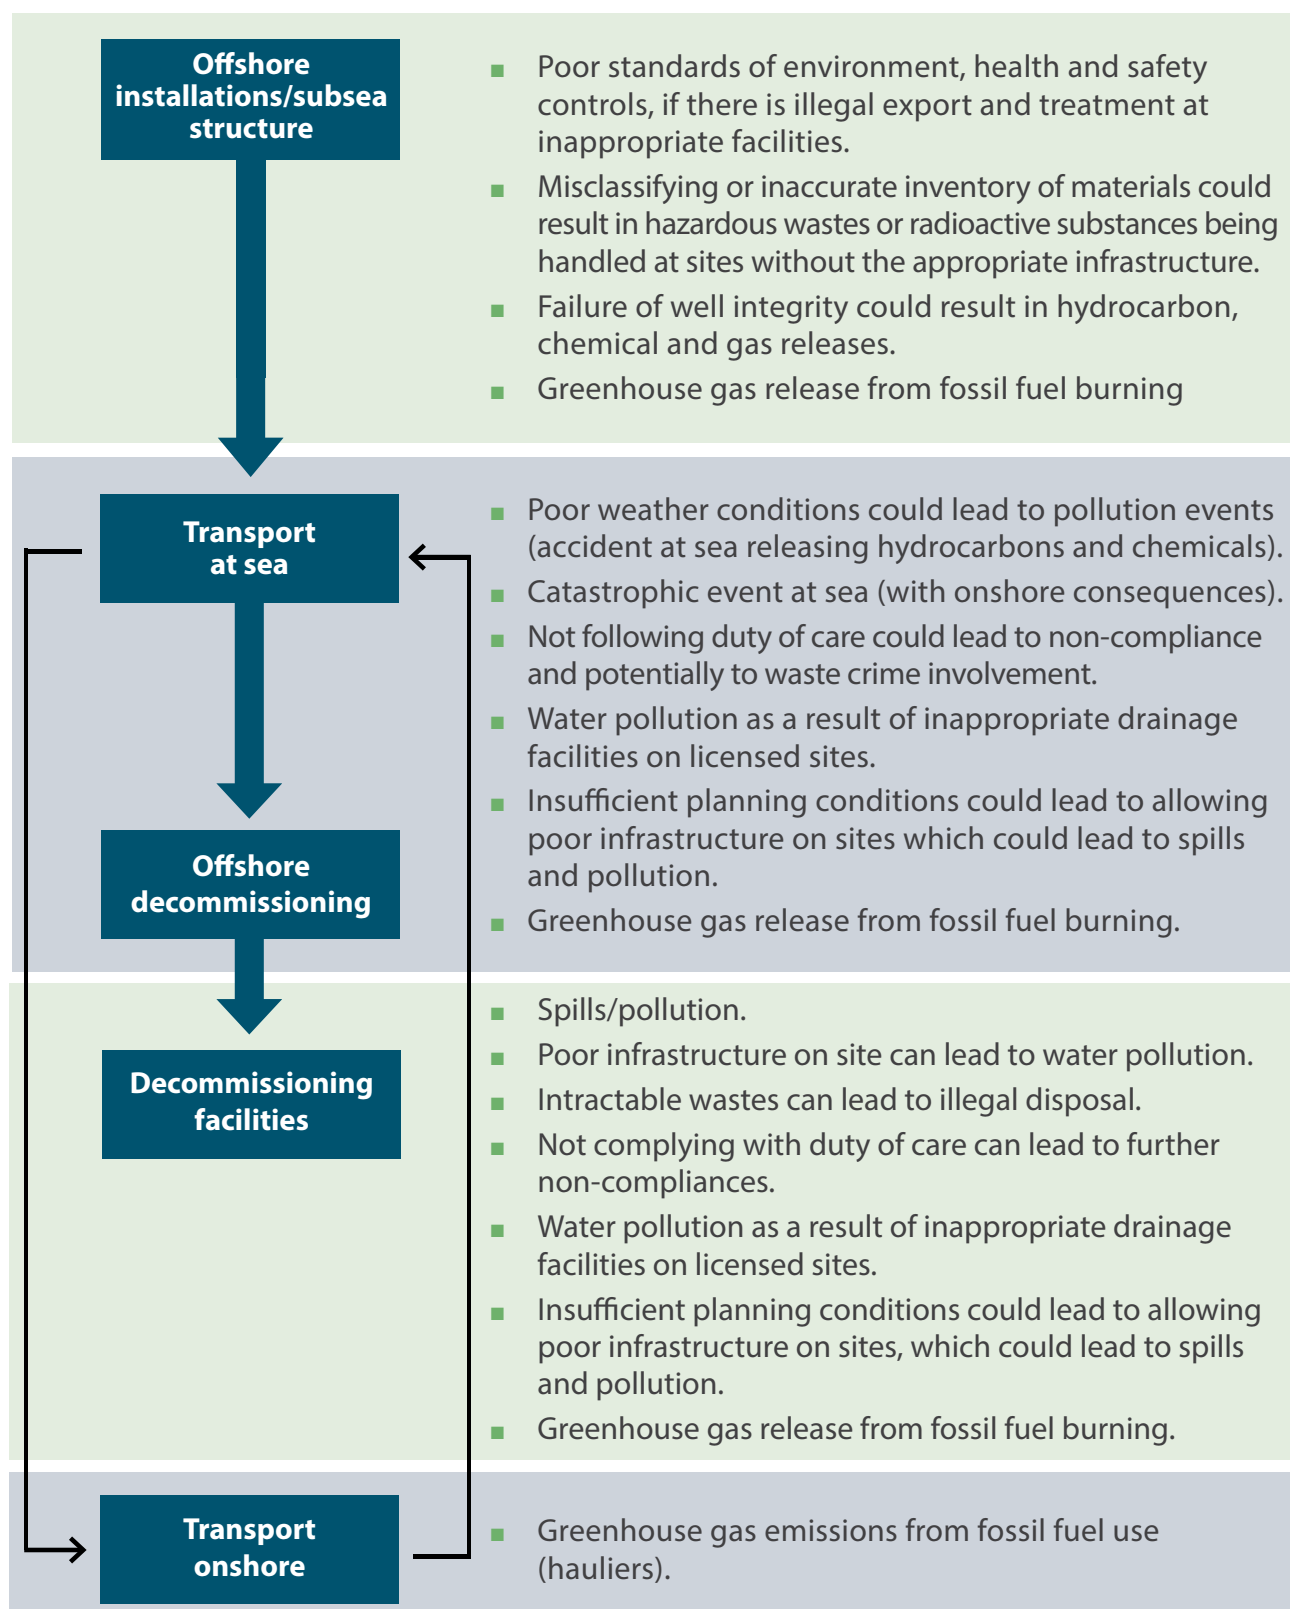 Offshore
installations/subsea
structure
■ Poor standards of environment, health and safety
controls, if there is illegal export and treatment at
inappropriate facilities.
■ Misclassifying or inaccurate inventory of materials could
result in hazardous wastes or radioactive substances being
handled at sites without the appropriate infrastructure.
■ Failure of well integrity could result in hydrocarbon,
chemical and gas releases.
■ Greenhouse gas release from fossil fuel burning
Transport
at sea
Offshore
decommissioning
■ Poor weather conditions could lead to pollution events
(accident at sea releasing hydrocarbons and chemicals).
■ Catastrophic event at sea (with onshore consequences).
■ Not following duty of care could lead to non-compliance
and potentially to waste crime involvement.
■ Water pollution as a result of inappropriate drainage
facilities on licensed sites.
■ Insufficient planning conditions could lead to allowing
poor infrastructure on sites which could lead to spills
and pollution.
■ Greenhouse gas release from fossil fuel burning.
Decommissioning
facilities
■ Spills/pollution.
■ Poor infrastructure on site can lead to water pollution.
■ Intractable wastes can lead to illegal disposal.
■ Not complying with duty of care can lead to further
non-compliances.
■ Water pollution as a result of inappropriate drainage
facilities on licensed sites.
■ Insufficient planning conditions could lead to allowing
poor infrastructure on sites, which could lead to spills
and pollution.
■ Greenhouse gas release from fossil fuel burning.
Transport
onshore
■ Greenhouse gas emissions from fossil fuel use
(hauliers).